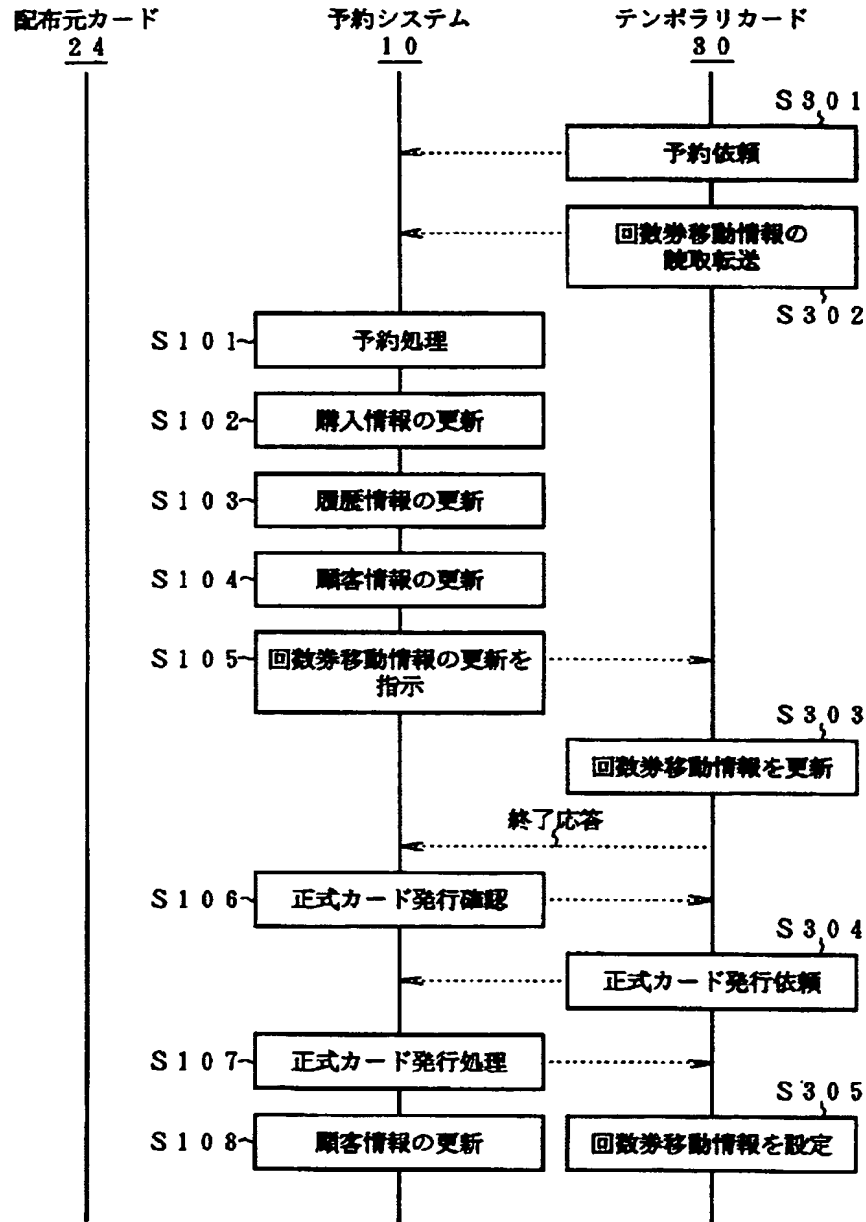 配布元カード
24
予約システム
10
テンポラリカード
30
S301
予約依頼
回数券移動情報の
読取転送
S302
S101
予約処理
S102
購入情報の更新
S103
履歴情報の更新
S104
顧客情報の更新
S105
回数券移動情報の更新を
指示
S303
回数券移動情報を更新
終了応答
S106
正式カード発行確認
S304
正式カード発行依頼
S107
正式カード発行処理
S305
S108
顧客情報の更新
回数券移動情報を設定